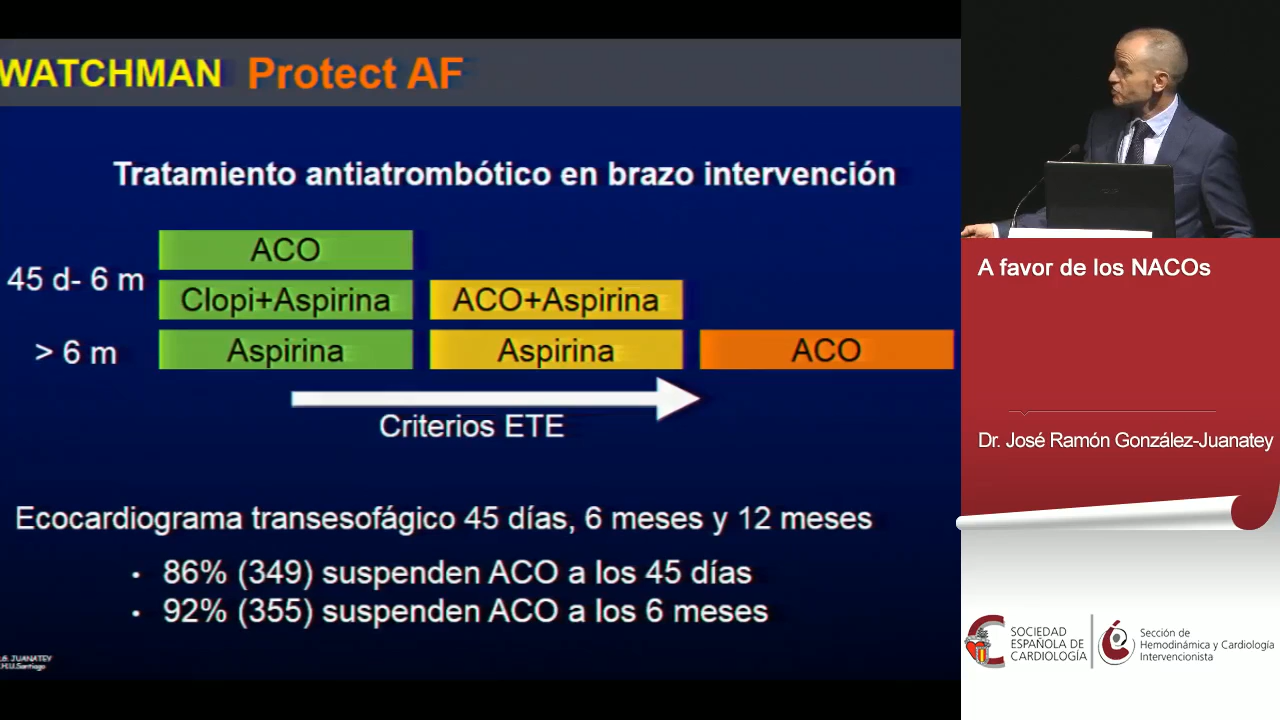 WATCHMAN Protect AF
Tratamiento antiatrombótico en brazo intervención
ACO
45 d- 6 m
Clopi+Aspirina
ACO+Aspirina
> 6 m
Aspirina
Aspirina
ACO
Criterios ETE
Ecocardiograma transesofágico 45 días, 6 meses y 12 meses
• 86% (349) suspenden ACO a los 45 días
• 92% (355) suspenden ACO a los 6 meses
JUANATEY
H.U.Santiago
A favor de los NACOs
Dr. José Ramón González-Juanatey
SOCIEDAD
ESPAÑOLA DE
CARDIOLOGÍA
Sección de
Hemodinámica y Cardiología
Intervencionista